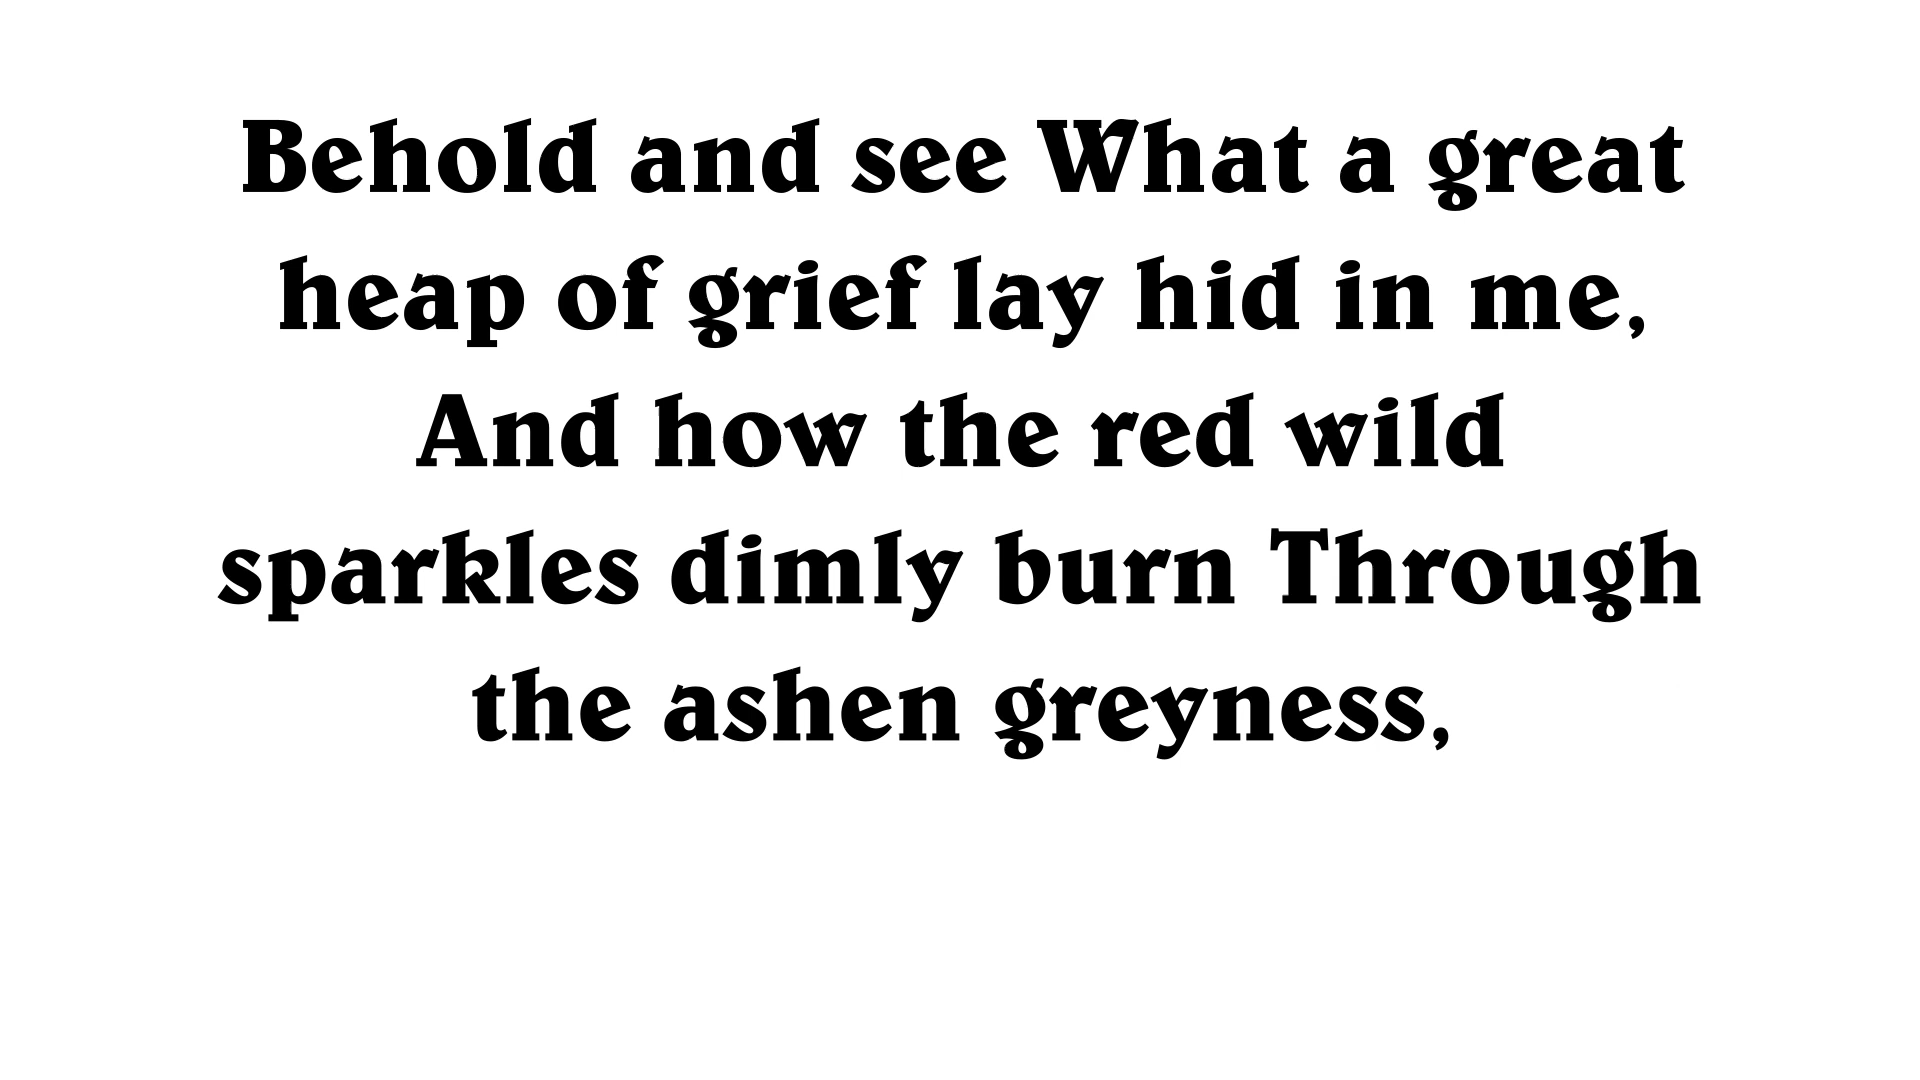 Behold and see What a great
heap of grief lay hid in me,
And how the red wild
sparkles dimly burn Through
the ashen greyness,